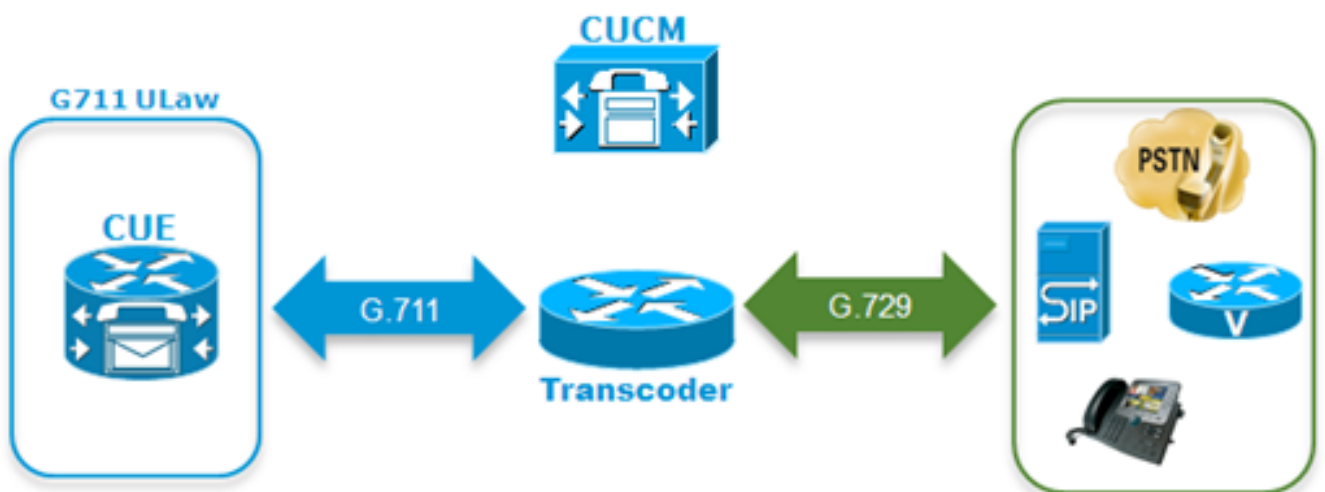 CUCM
G711 ULaw
CUE
G.711
Transcoder
G.729
PSTN
SIP
V